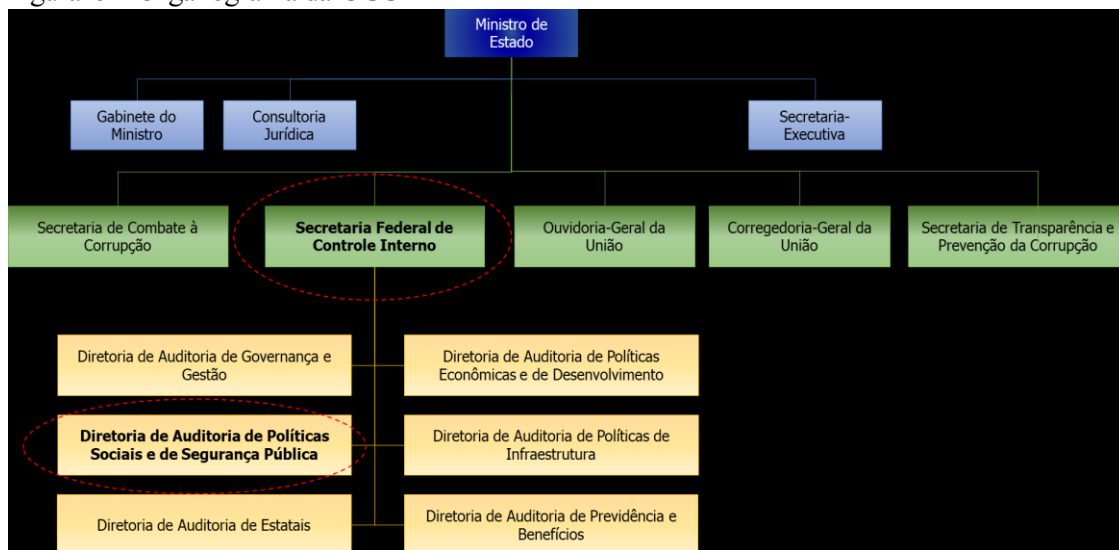 Ministro de
Estado
Gabinete do
Ministro
Consultoria
Jurídica
Secretaria-
Executiva
Secretaria de Combate à
Corrupção
Secretaria Federal de
Controle Interno
Ouvidoria-Geral da
União
Corregedoria-Geral da
União
Secretaria de Transparência e
Prevenção da Corrupção
Diretoria de Auditoria de Governança e
Gestão
Diretoria de Auditoria de Políticas
Econômicas e de Desenvolvimento
Diretoria de Auditoria de Políticas
Sociais e de Segurança Pública
Diretoria de Auditoria de Políticas de
Infraestrutura
Diretoria de Auditoria de Estatais
Diretoria de Auditoria de Previdência e
Benefícios